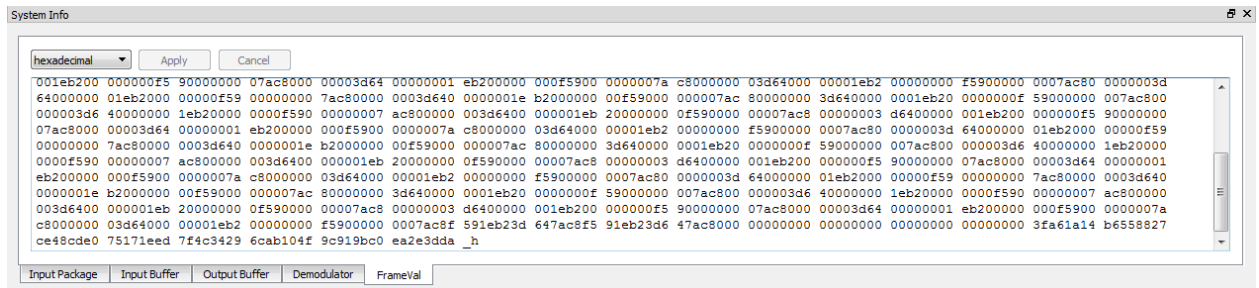 System Info
hexadecimal Apply Cancel
001eb200 000000f5 90000000 07ac8000 00003d64 00000001 eb200000 000f5900 0000007a c8000000 03d64000 00001eb2 00000000 f5900000 0007ac80 0000003d
64000000 01eb2000 00000f59 00000000 7ac80000 0003d640 0000001e b2000000 00f59000 000007ac 80000000 3d640000 0001eb20 0000000f 59000000 007ac800
000003d6 40000000 1eb20000 0000f590 00000007 ac800000 003d6400 000001eb 20000000 0f590000 00007ac8 00000003 d6400000 001eb200 000000f5 90000000
07ac8000 00003d64 00000001 eb200000 000f5900 0000007a c8000000 03d64000 00001eb2 00000000 f5900000 0007ac80 0000003d 64000000 01eb2000 00000f59
00000000 7ac80000 0003d640 0000001e b2000000 00f59000 000007ac 80000000 3d640000 0001eb20 0000000f 59000000 007ac800 000003d6 40000000 1eb20000
0000f590 00000007 ac800000 003d6400 000001eb 20000000 0f590000 00007ac8 00000003 d6400000 001eb200 000000f5 90000000 07ac8000 00003d64 00000001
eb200000 000f5900 0000007a c8000000 03d64000 00001eb2 00000000 f5900000 0007ac80 0000003d 64000000 01eb2000 00000f59 00000000 7ac80000 0003d640
0000001e b2000000 00f59000 000007ac 80000000 3d640000 0001eb20 0000000f 59000000 007ac800 000003d6 40000000 1eb20000 0000f590 00000007 ac800000
003d6400 000001eb 20000000 0f590000 00007ac8 00000003 d6400000 001eb200 000000f5 90000000 07ac8000 00003d64 00000001 eb200000 000f5900 0000007a
c8000000 03d64000 00001eb2 00000000 f5900000 0007ac8f 591eb23d 647ac8f5 91eb23d6 47ac8000 00000000 00000000 00000000 00000000 3fa61a14 b6558827
ce48cde0 75171eed 7f4c3429 6cab104f 9c919bc0 ea2e3dda _h
Input Package Input Buffer Output Buffer Demodulator FrameVal